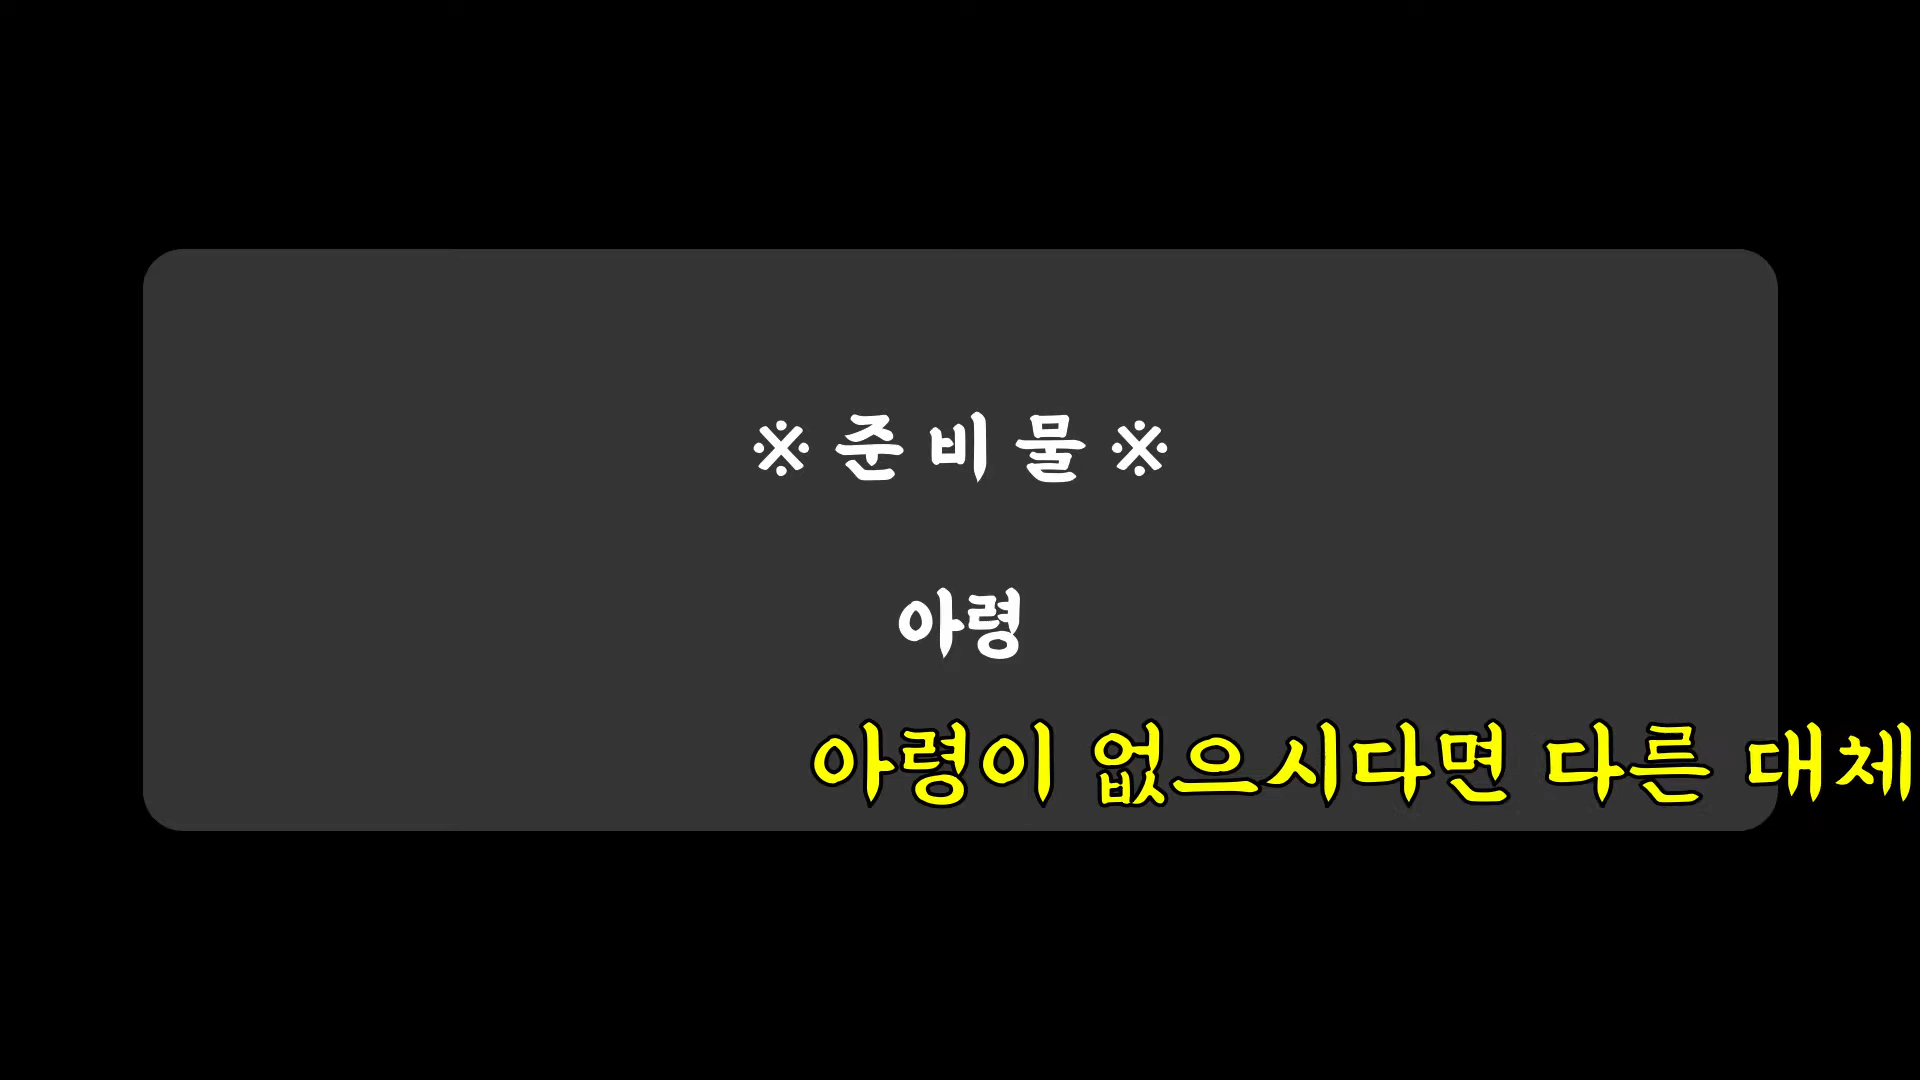 ※ 준 비 물 ※
아령
아령이 없으시다면 다른 대체